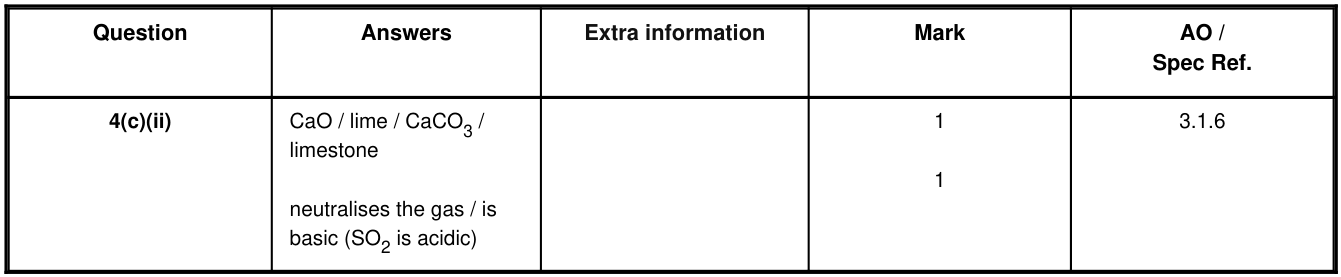 Question Answers Extra information Mark AO /
Spec Ref.
4(c)(ii) CaO / lime / CaCO₃ / 1 3.1.6
limestone
1
neutralises the gas / is
basic (SO₂ is acidic)